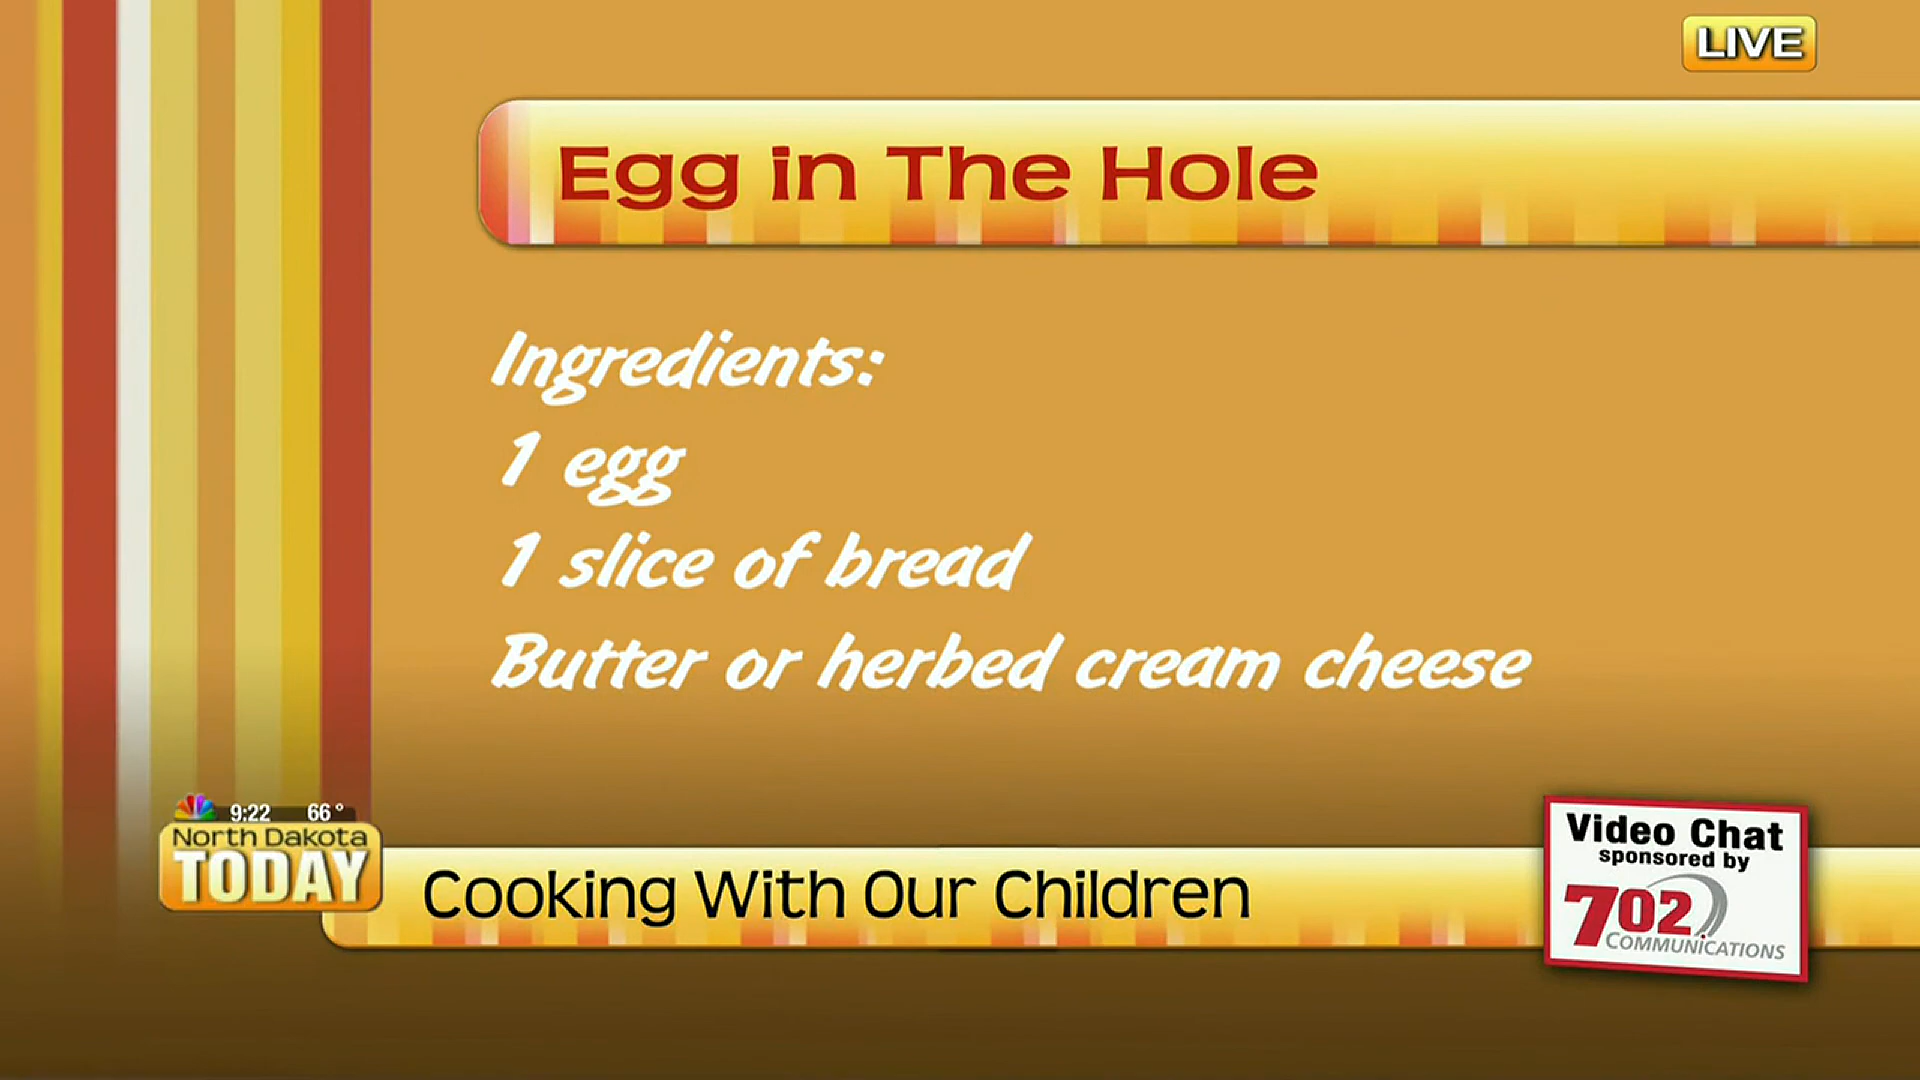 LIVE
Egg in The Hole
Ingredients:
1 egg
1 slice of bread
Butter or herbed cream cheese
9:22 66°
North Dakota
TODAY
Cooking With Our Children
Video Chat
sponsored by
702
COMMUNICATIONS